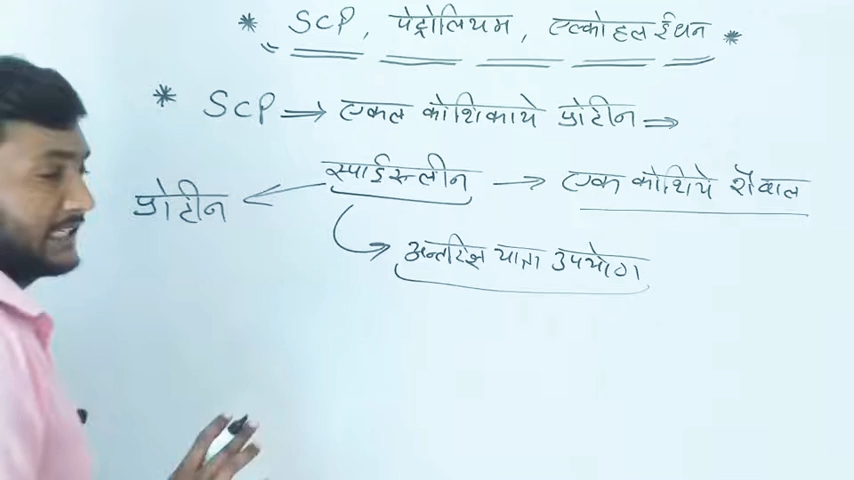 * SCP, पेट्रोलियम, एल्कोहल ईंधन *
* SCP ⟹ एकल कोशिकाये प्रोटीन ⟹
प्रोटीन ← स्पाईरूलीन → एक कोशिये शैवाल
अन्तरिक्ष यात्रा उपयोग